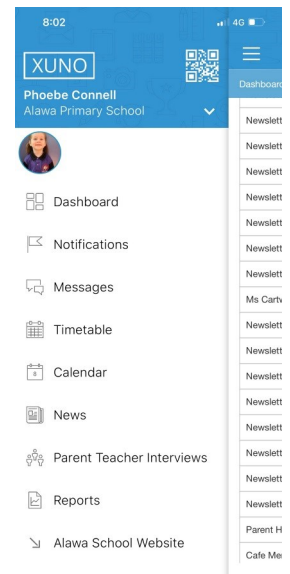 8:02
4G
XUNO
Phoebe Connell
Alawa Primary School
Dashboard
Notifications
Messages
Timetable
Calendar
News
Parent Teacher Interviews
Reports
Alawa School Website
Dashboard
Newslett
Newslett
Newslett
Newslett
Newslett
Newslett
Newslett
Ms Cartw
Newslett
Newslett
Newslett
Newslett
Newslett
Newslett
Newslett
Newslett
Parent H
Cafe Me